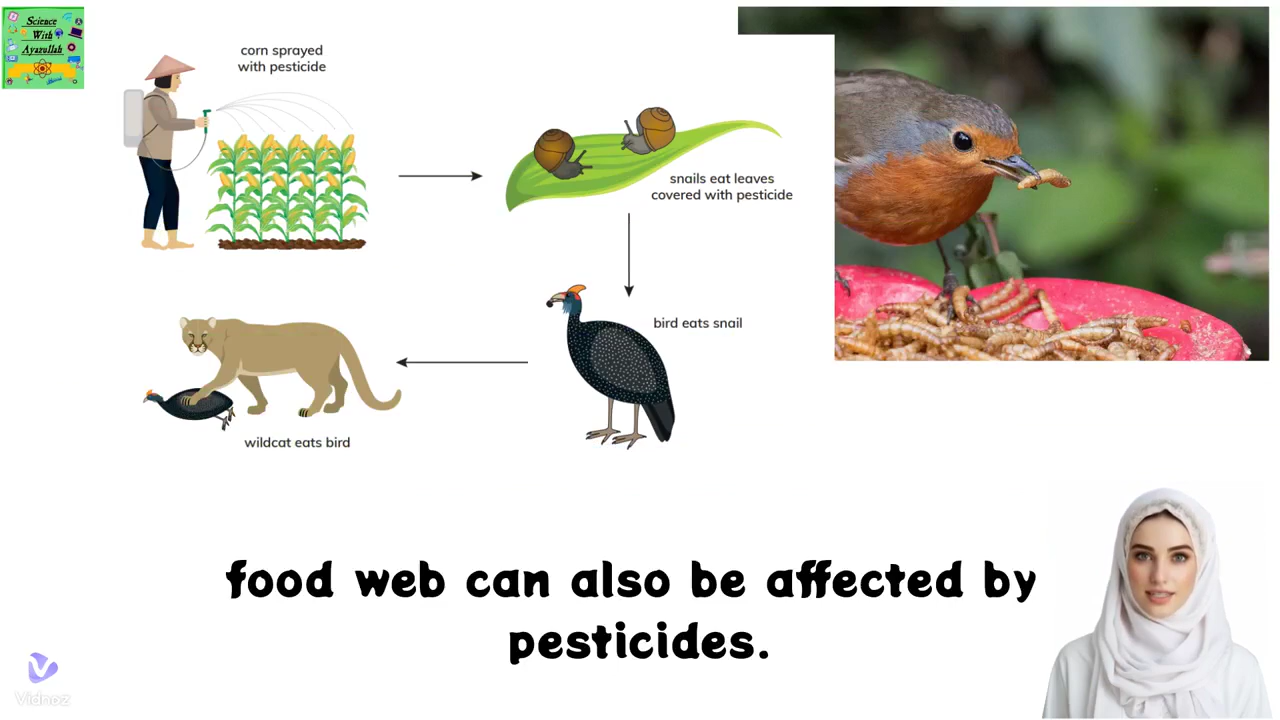 Science
With
Ayazullah
corn sprayed
with pesticide
snails eat leaves
covered with pesticide
bird eats snail
wildcat eats bird
food web can also be affected by
pesticides.
Vidnoz